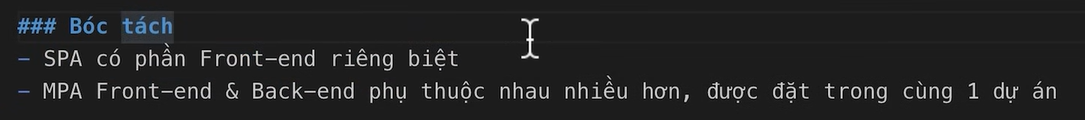 ### Bóc tách
- SPA có phần Front-end riêng biệt
- MPA Front-end & Back-end phụ thuộc nhau nhiều hơn, được đặt trong cùng 1 dự án